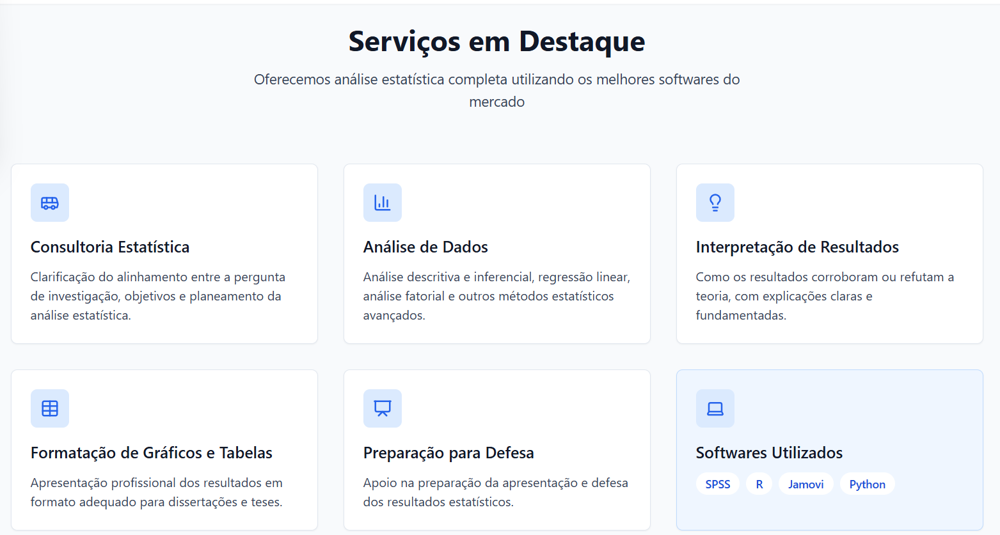 Serviços em Destaque
Oferecemos análise estatística completa utilizando os melhores softwares do
mercado
Consultoria Estatística
Clarificação do alinhamento entre a pergunta
de investigação, objetivos e planeamento da
análise estatística.
Análise de Dados
Análise descritiva e inferencial, regressão linear,
análise fatorial e outros métodos estatísticos
avançados.
Interpretação de Resultados
Como os resultados corroboram ou refutam a
teoria, com explicações claras e
fundamentadas.
Formatação de Gráficos e Tabelas
Apresentação profissional dos resultados em
formato adequado para dissertações e teses.
Preparação para Defesa
Apoio na preparação da apresentação e defesa
dos resultados estatísticos.
Softwares Utilizados
SPSS R Jamovi Python